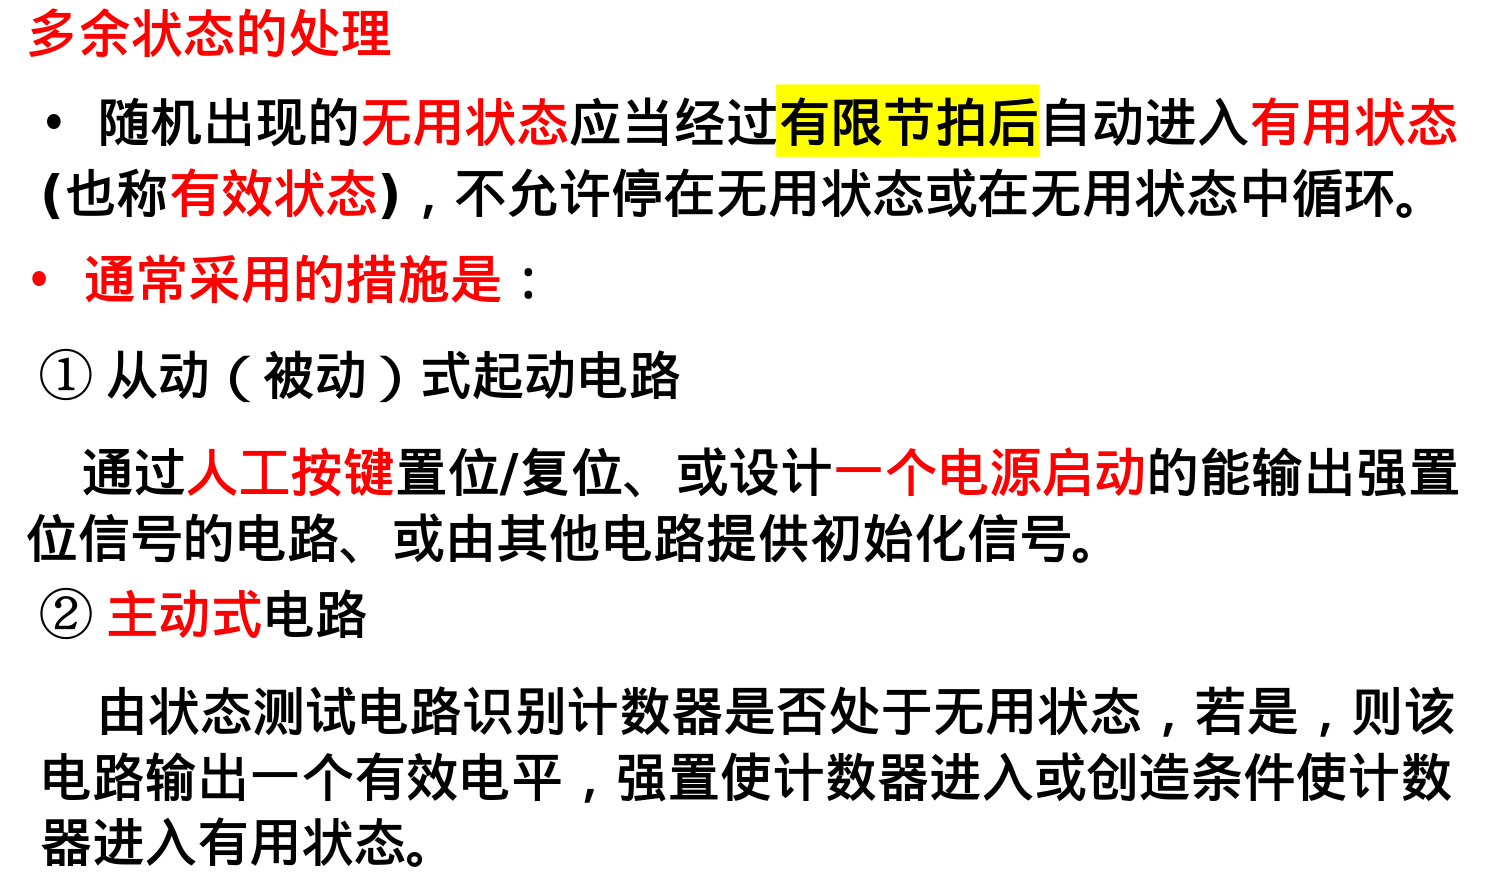 多余状态的处理
• 随机出现的无用状态应当经过有限节拍后自动进入有用状态
(也称有效状态)，不允许停在无用状态或在无用状态中循环。
• 通常采用的措施是：
① 从动（被动）式起动电路
通过人工按键置位/复位、或设计一个电源启动的能输出强置
位信号的电路、或由其他电路提供初始化信号。
② 主动式电路
由状态测试电路识别计数器是否处于无用状态，若是，则该
电路输出一个有效电平，强置使计数器进入或创造条件使计数
器进入有用状态。